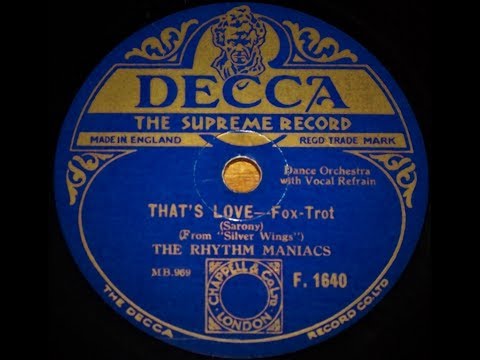 DECCA
THE SUPREME RECORD
MADE IN ENGLAND REGD TRADE MARK
Dance Orchestra
with Vocal Refrain
THAT'S LOVE—Fox-Trot
(Sarony)
(From "Silver Wings")
THE RHYTHM MANIACS
MB.969 F. 1640
CHAPPELL & CO LTD
LONDON
THE DECCA RECORD CO. LTD